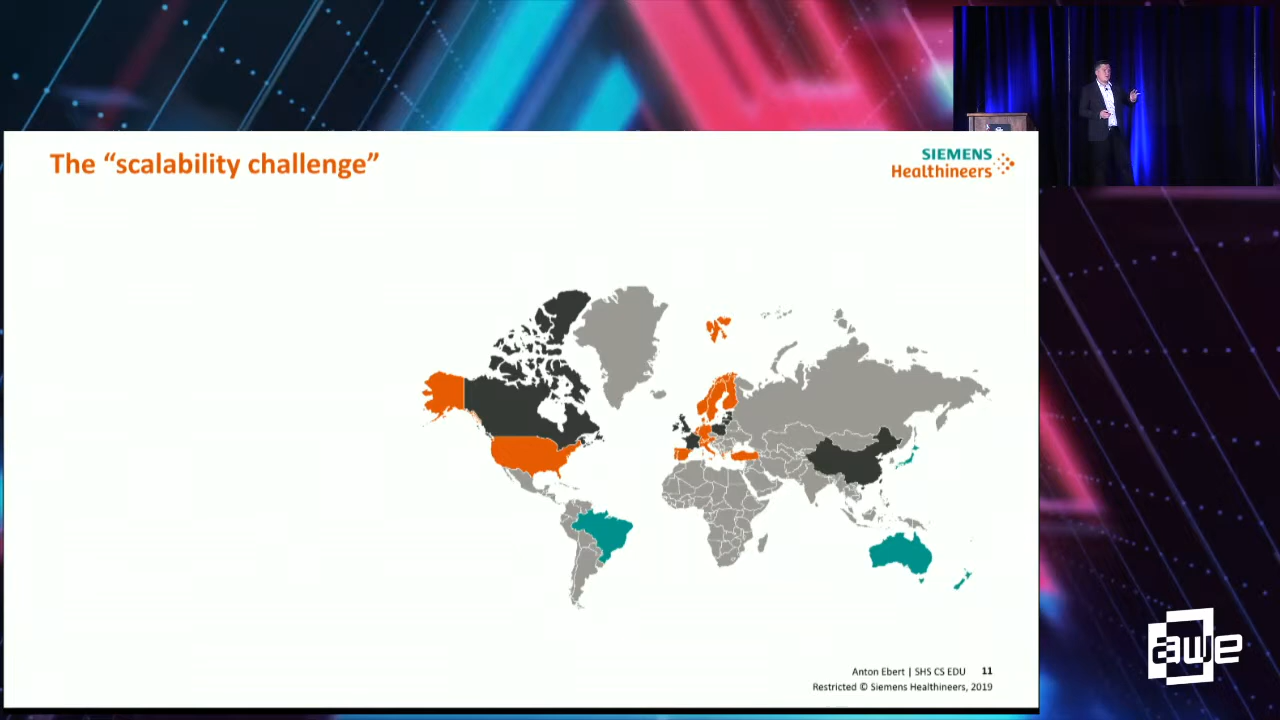 The “scalability challenge”
SIEMENS
Healthineers
Anton Ebert | SHS CS EDU 11
Restricted © Siemens Healthineers, 2019
awe